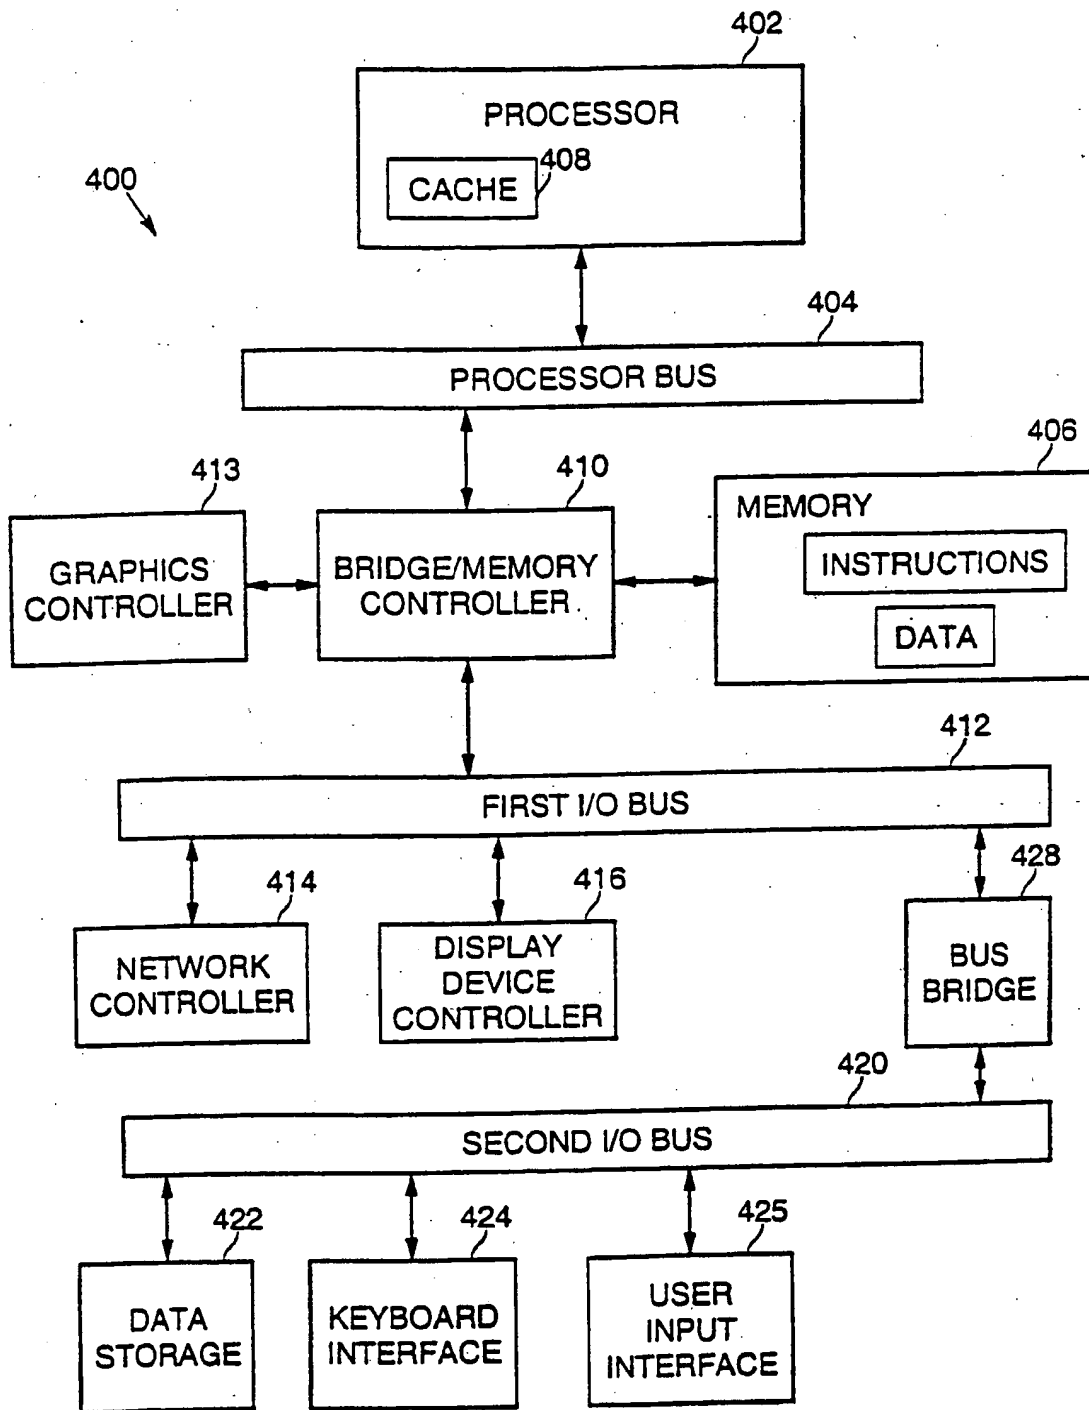 402
PROCESSOR
408
CACHE
400
404
PROCESSOR BUS
406
413
410
MEMORY
GRAPHICS
CONTROLLER
BRIDGE/MEMORY
CONTROLLER
INSTRUCTIONS
DATA
412
FIRST I/O BUS
414
416
428
NETWORK
CONTROLLER
DISPLAY
DEVICE
CONTROLLER
BUS
BRIDGE
420
SECOND I/O BUS
422
424
425
DATA
STORAGE
KEYBOARD
INTERFACE
USER
INPUT
INTERFACE